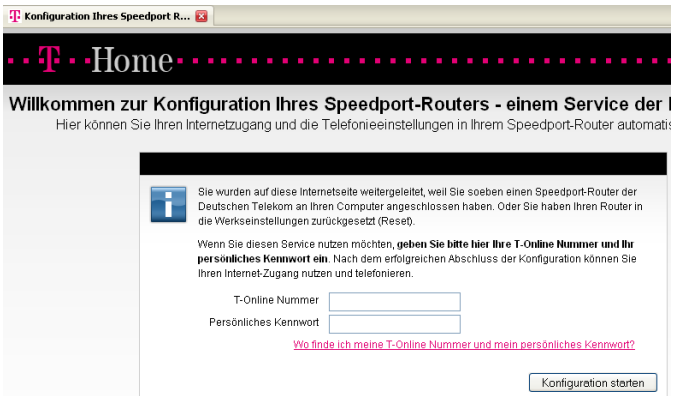 Konfiguration Ihres Speedport R...
T Home
Willkommen zur Konfiguration Ihres Speedport-Routers - einem Service der
Hier können Sie Ihren Internetzugang und die Telefonieeinstellungen in Ihrem Speedport-Router automatis
Sie wurden auf diese Internetseite weitergeleitet, weil Sie soeben einen Speedport-Router der
Deutschen Telekom an Ihren Computer angeschlossen haben. Oder Sie haben Ihren Router in
die Werkseinstellungen zurückgesetzt (Reset).
Wenn Sie diesen Service nutzen möchten, geben Sie bitte hier Ihre T-Online Nummer und Ihr
persönliches Kennwort ein. Nach dem erfolgreichen Abschluss der Konfiguration können Sie
Ihren Internet-Zugang nutzen und telefonieren.
T-Online Nummer
Persönliches Kennwort
Wo finde ich meine T-Online Nummer und mein persönliches Kennwort?
Konfiguration starten